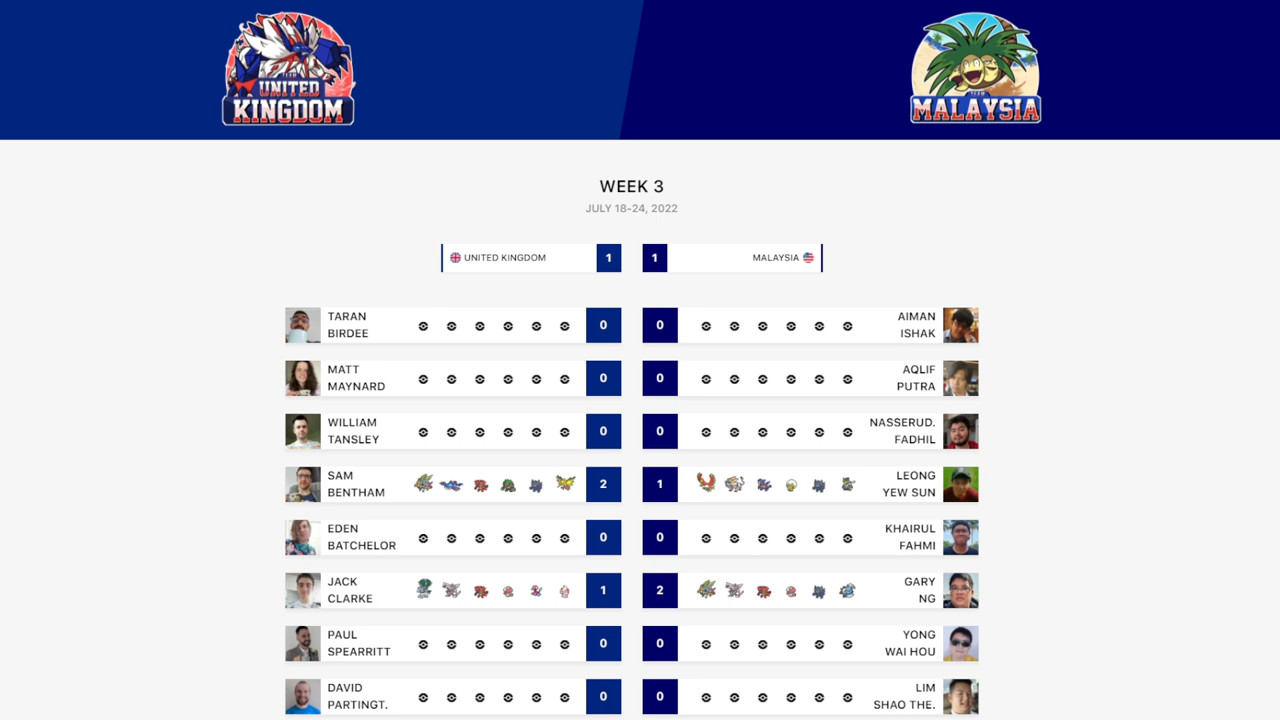 TEAM
UNITED
KINGDOM
TEAM
MALAYSIA
WEEK 3
JULY 18-24, 2022
UNITED KINGDOM 1 1 MALAYSIA
TARAN
BIRDEE
0 0
AIMAN
ISHAK
MATT
MAYNARD
0 0
AQLIF
PUTRA
WILLIAM
TANSLEY
0 0
NASSERUD.
FADHIL
SAM
BENTHAM
2 1
LEONG
YEW SUN
EDEN
BATCHELOR
0 0
KHAIRUL
FAHMI
JACK
CLARKE
1 2
GARY
NG
PAUL
SPEARRITT
0 0
YONG
WAI HOU
DAVID
PARTINGT.
0 0
LIM
SHAO THE.